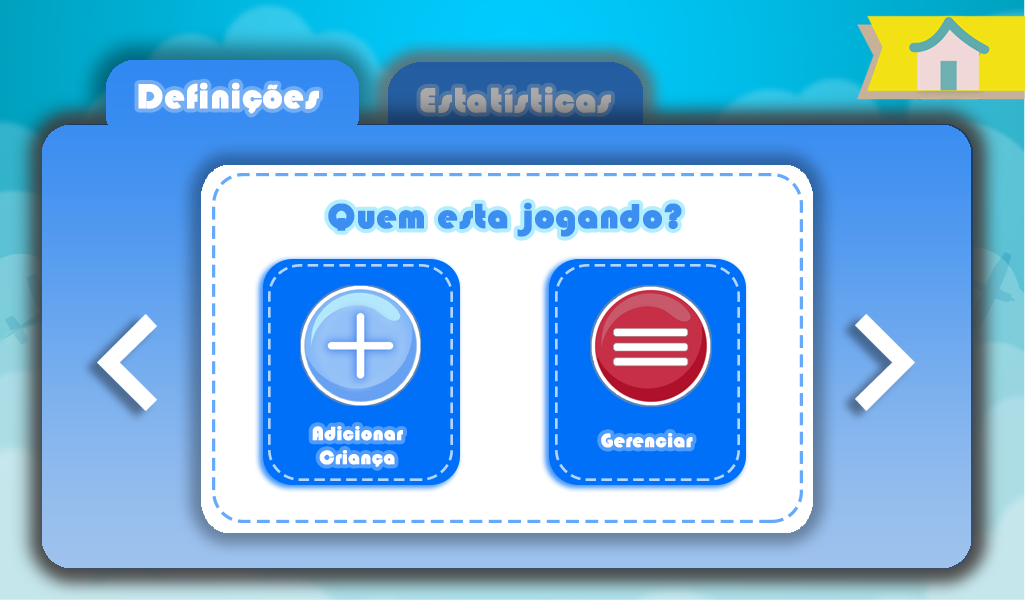 Definições
Estatísticas
Quem esta jogando?
Adicionar
Criança
Gerenciar